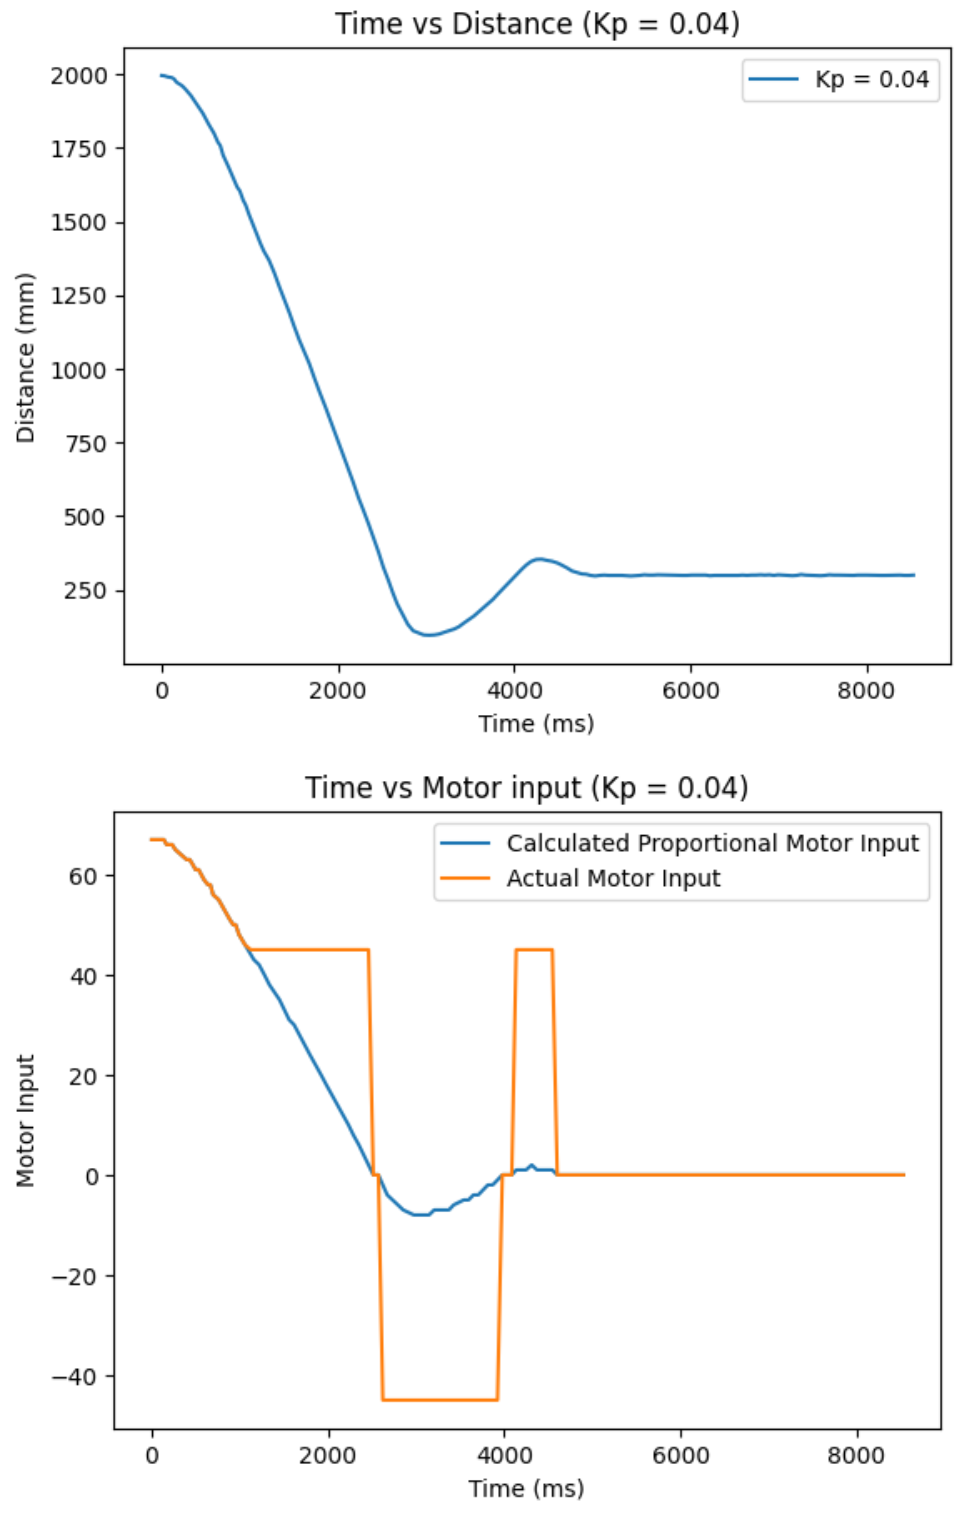 Time vs Distance (Kp = 0.04)
Kp = 0.04
2000
1750
1500
1250
1000
750
500
250
Distance (mm)
0 2000 4000 6000 8000
Time (ms)
Time vs Motor input (Kp = 0.04)
Calculated Proportional Motor Input
Actual Motor Input
60
40
20
0
−20
−40
Motor Input
0 2000 4000 6000 8000
Time (ms)